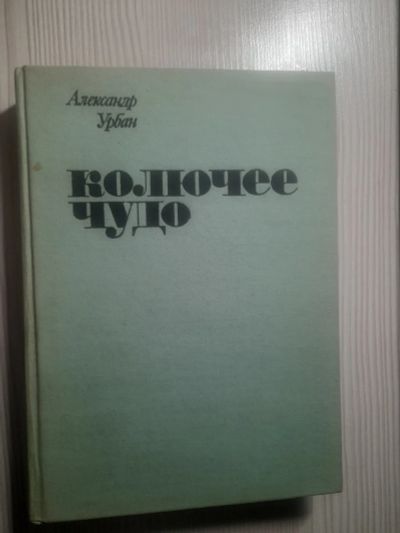 Александр
Урбан
колючее
чудо